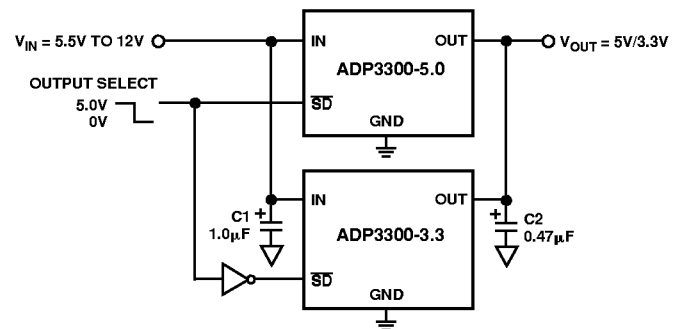 V_IN = 5.5V TO 12V
IN
OUT
V_OUT = 5V/3.3V
ADP3300-5.0
OUTPUT SELECT
5.0V
0V
SD
GND
IN
OUT
C1
+
1.0µF
ADP3300-3.3
+
C2
0.47µF
SD
GND